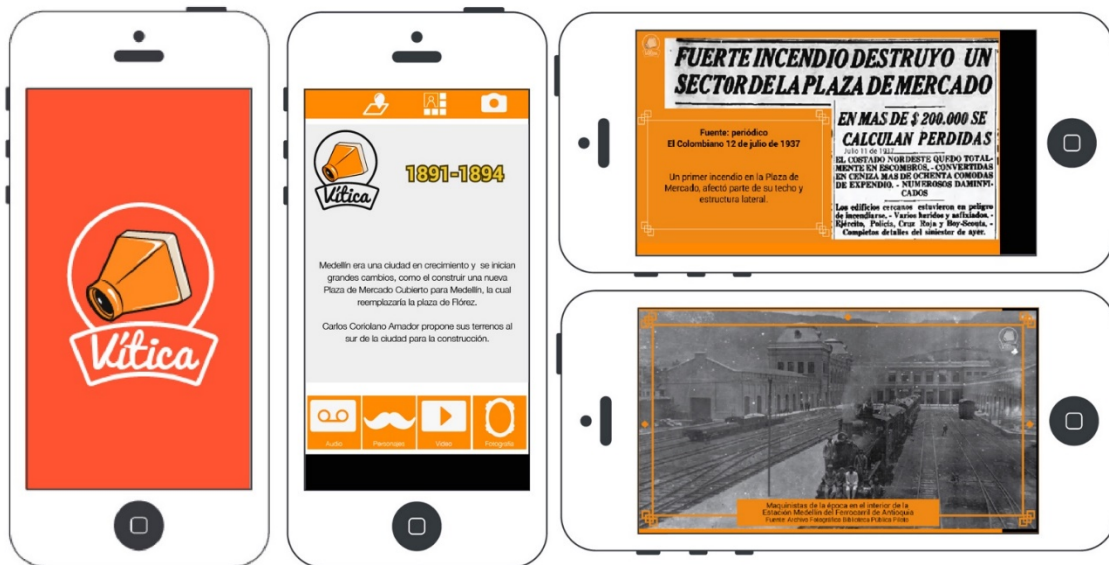 Vítica
Vítica
1891-1894
Medellín era una ciudad en crecimiento y se inician
grandes cambios, como el construir una nueva
Plaza de Mercado Cubierto para Medellín, la cual
reemplazaría la plaza de Flórez.
Carlos Coriolano Amador propone sus terrenos al
sur de la ciudad para la construcción.
Audio
Personajes
Video
Fotografía
FUERTE INCENDIO DESTRUYO UN
SECTOR DE LA PLAZA DE MERCADO
Fuente: periódico
El Colombiano 12 de julio de 1937
Un primer incendio en la Plaza de
Mercado, afectó parte de su techo y
estructura lateral.
EN MAS DE $ 200.000 SE
CALCULAN PERDIDAS
Julio 11 de 1937
EL COSTADO NORDESTE QUEDO TOTAL-
MENTE EN ESCOMBROS. - CONVERTIDAS
EN CENIZA MAS DE OCHENTA COMODAS
DE EXPENDIO. - NUMEROSOS DAMNIFI-
CADOS
Los edificios cercanos estuvieron en peligro
de incendiarse. - Varios heridos y asfixiados. -
Ejército, Policía, Cruz Roja y Boy-Scouts. -
Completos detalles del siniestro de ayer.
Maquinistas de la época en el interior de la
Estación Medellín del Ferrocarril de Antioquia
Fuente Archivo Fotográfico Biblioteca Pública Piloto